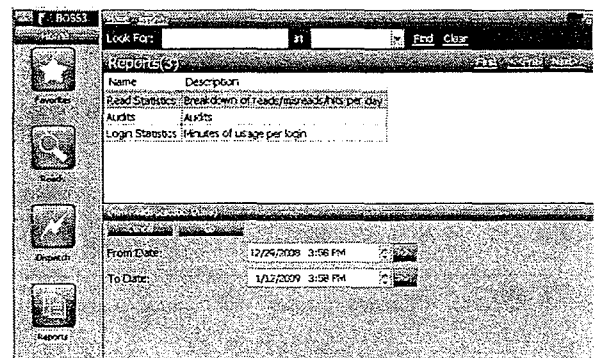 BOSS3
Home
Look For: in Find Clear
Reports(3)
Name Description
Read Statistics Breakdown of reads/misreads/hits per day
Audits Audits
Login Statistics Minutes of usage per login
Favorites
Read
Dispatch
Reports
From Date: 12/29/2008 3:58 PM
To Date: 1/12/2009 3:58 PM